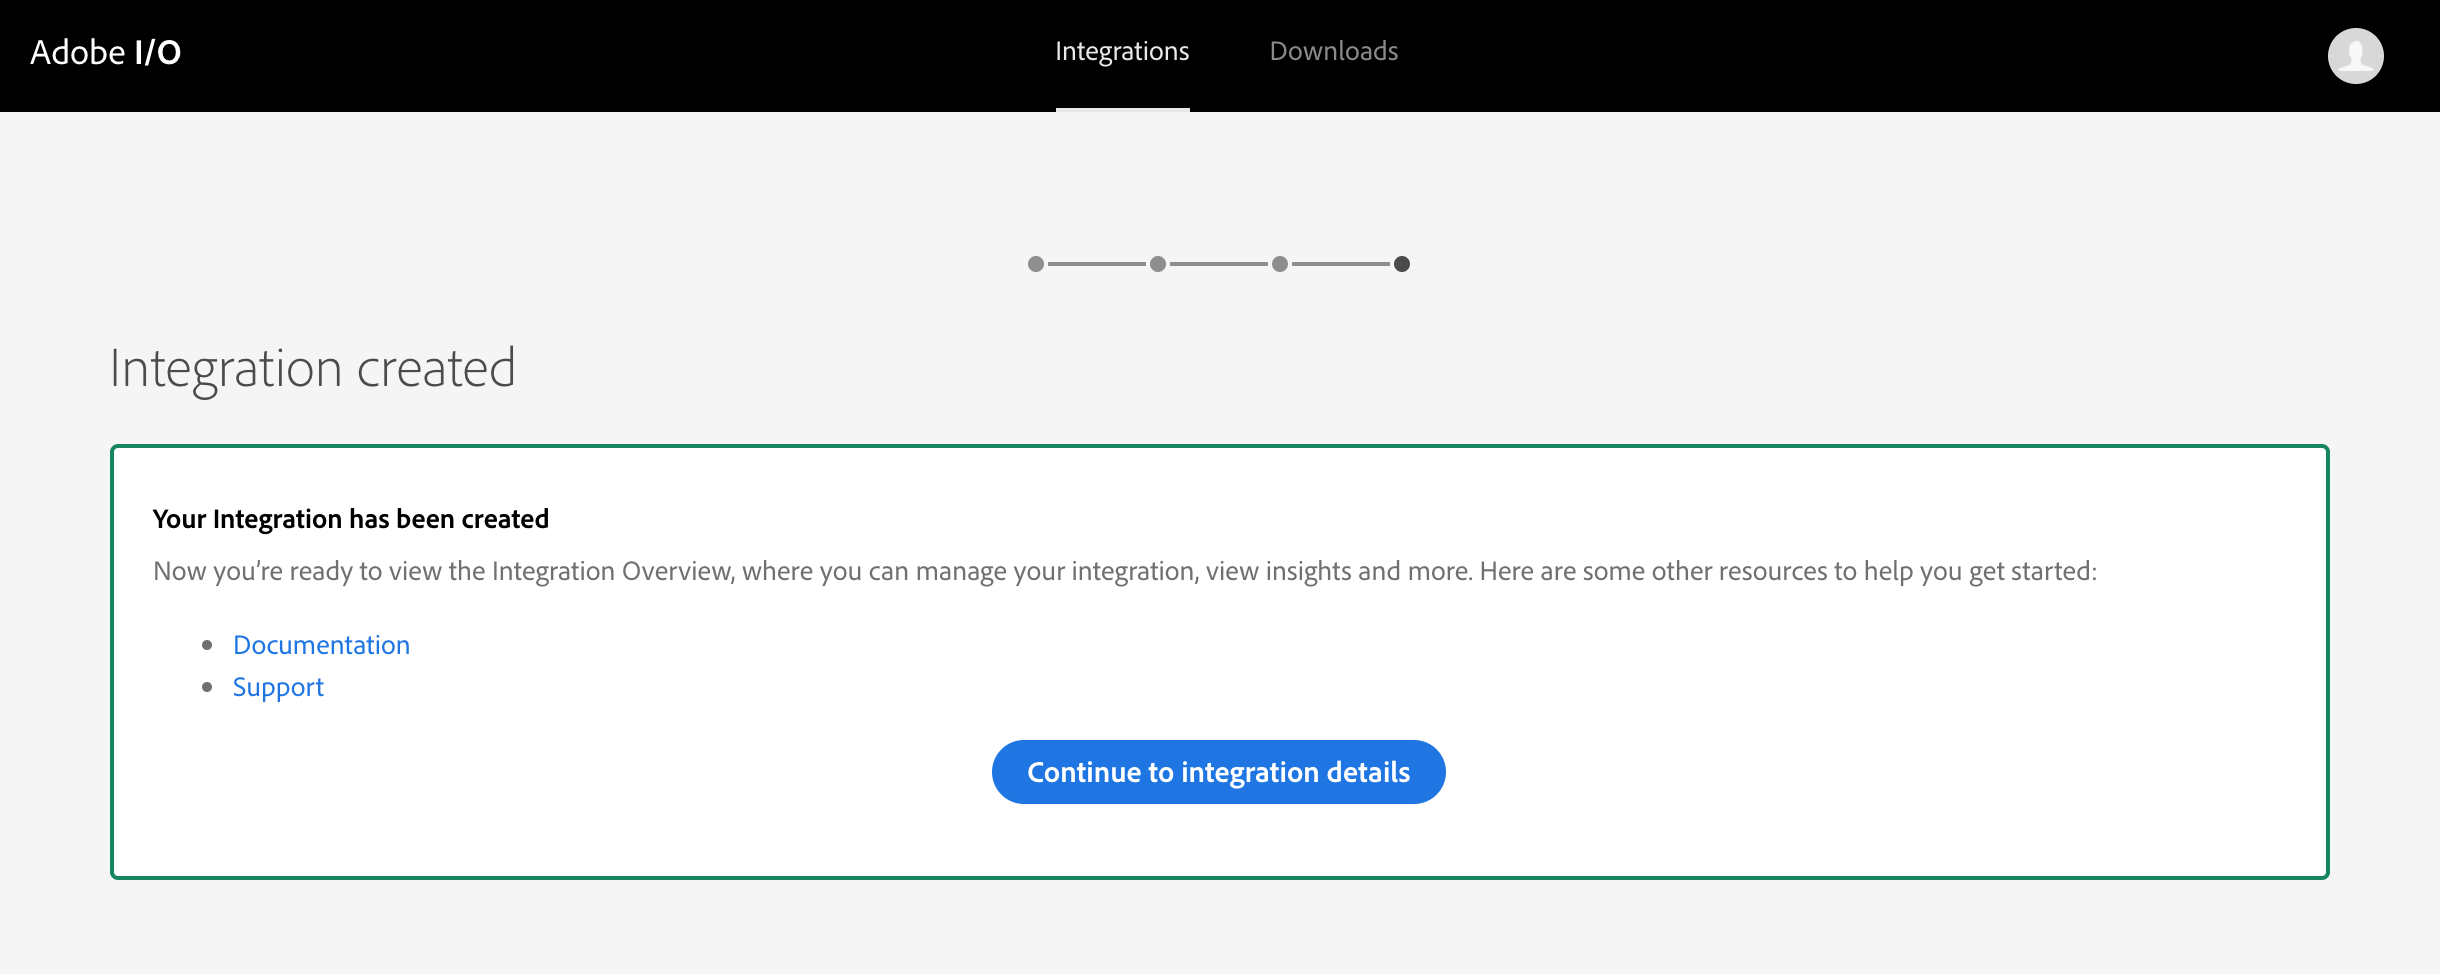 Adobe I/O
Integrations
Downloads
Integration created
Your Integration has been created
Now you’re ready to view the Integration Overview, where you can manage your integration, view insights and more. Here are some other resources to help you get started:
Documentation
Support
Continue to integration details